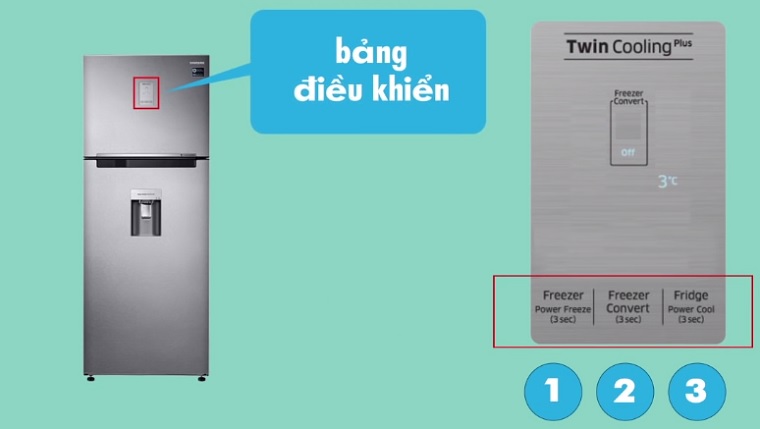 SAMSUNG
bảng
điều khiển
Twin Cooling Plus
Freezer
Convert
Off
3°C
Freezer
Power Freeze
(3 sec)
Freezer
Convert
(3 sec)
Fridge
Power Cool
(3 sec)
1 2 3